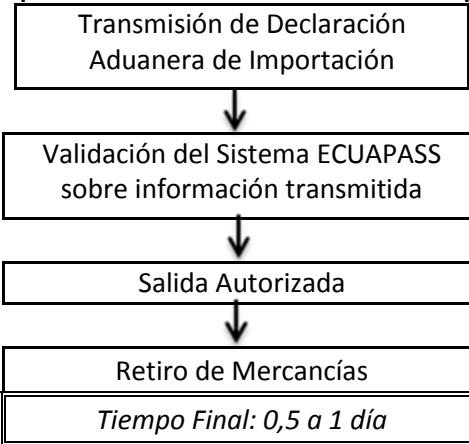 Transmisión de Declaración
Aduanera de Importación
Validación del Sistema ECUAPASS
sobre información transmitida
Salida Autorizada
Retiro de Mercancías
Tiempo Final: 0,5 a 1 día